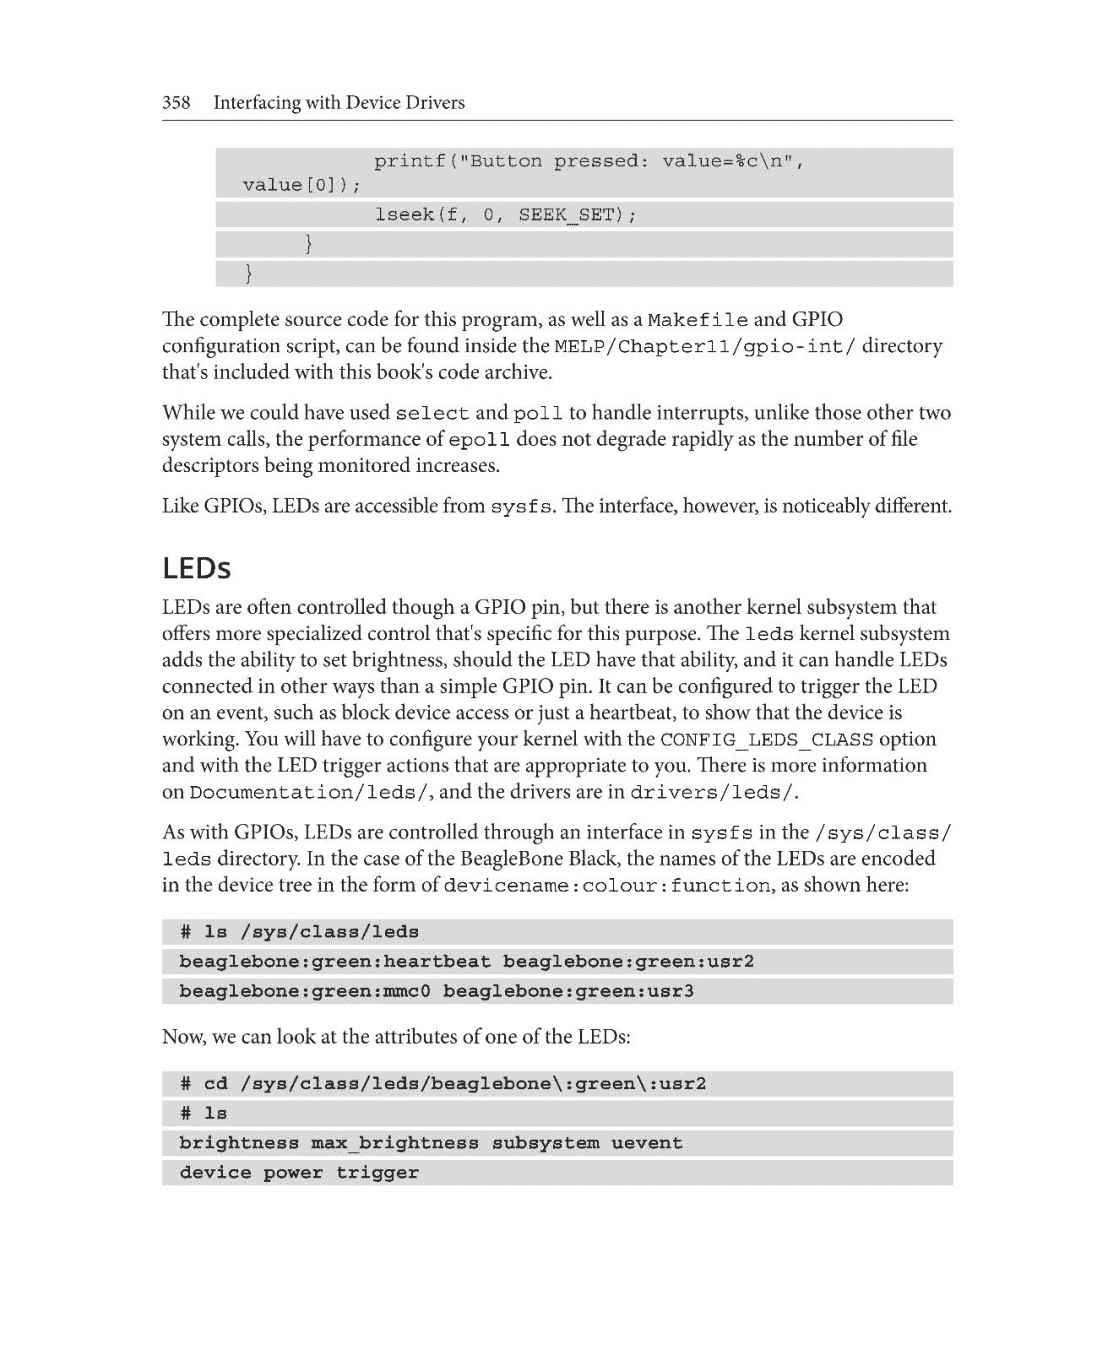 358 Interfacing with Device Drivers
printf("Button pressed: value=%c\n",
value[0]);
lseek(f, 0, SEEK_SET);
}
}
The complete source code for this program, as well as a Makefile and GPIO
configuration script, can be found inside the MELP/Chapter11/gpio-int/ directory
that's included with this book's code archive.
While we could have used select and poll to handle interrupts, unlike those other two
system calls, the performance of epoll does not degrade rapidly as the number of file
descriptors being monitored increases.
Like GPIOs, LEDs are accessible from sysfs. The interface, however, is noticeably different.
LEDs
LEDs are often controlled though a GPIO pin, but there is another kernel subsystem that
offers more specialized control that's specific for this purpose. The leds kernel subsystem
adds the ability to set brightness, should the LED have that ability, and it can handle LEDs
connected in other ways than a simple GPIO pin. It can be configured to trigger the LED
on an event, such as block device access or just a heartbeat, to show that the device is
working. You will have to configure your kernel with the CONFIG_LEDS_CLASS option
and with the LED trigger actions that are appropriate to you. There is more information
on Documentation/leds/, and the drivers are in drivers/leds/.
As with GPIOs, LEDs are controlled through an interface in sysfs in the /sys/class/
leds directory. In the case of the BeagleBone Black, the names of the LEDs are encoded
in the device tree in the form of devicename:colour:function, as shown here:
# ls /sys/class/leds
beaglebone:green:heartbeat beaglebone:green:usr2
beaglebone:green:mmc0 beaglebone:green:usr3
Now, we can look at the attributes of one of the LEDs:
# cd /sys/class/leds/beaglebone\:green\:usr2
# ls
brightness max_brightness subsystem uevent
device power trigger